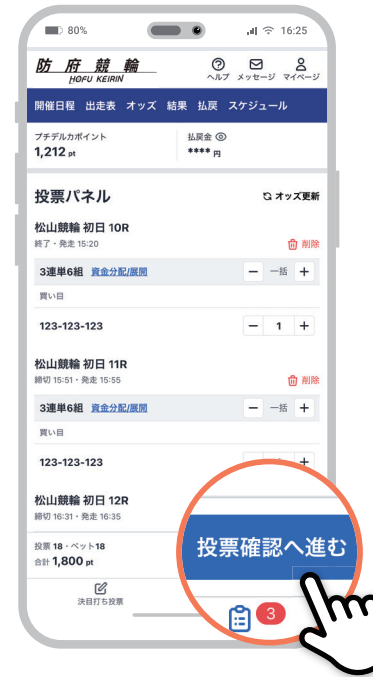 80%
16:25
防府競輪
HOFU KEIRIN
ヘルプ メッセージ マイページ
開催日程 出走表 オッズ 結果 払戻 スケジュール
プチデルカポイント
1,212 pt
払戻金
**** 円
投票パネル
オッズ更新
松山競輪 初日 10R
終了・発走 15:20
削除
3連単6組 資金分配/展開
一括
買い目
123-123-123
1
松山競輪 初日 11R
締切 15:51・発走 15:55
削除
3連単6組 資金分配/展開
一括
買い目
123-123-123
松山競輪 初日 12R
締切 16:31・発走 16:35
投票 18・ベット18
合計 1,800 pt
投票確認へ進む
決目打ち投票
3